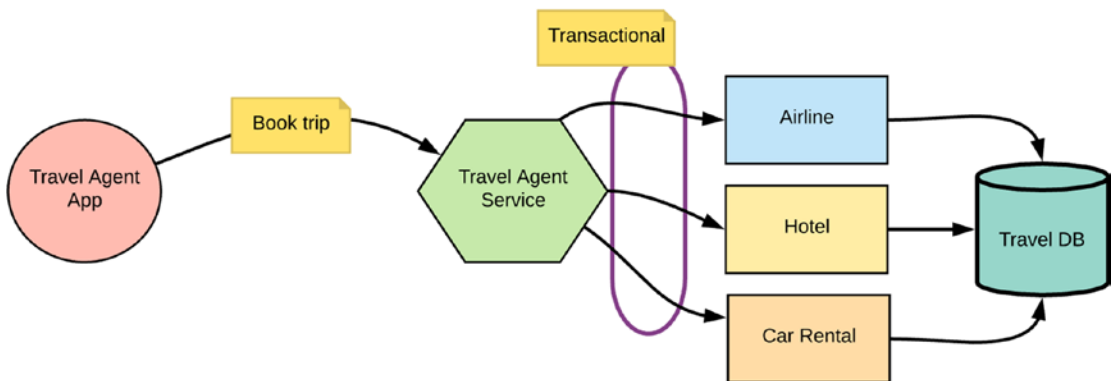 Transactional
Book trip
Travel Agent
App
Travel Agent
Service
Airline
Hotel
Car Rental
Travel DB